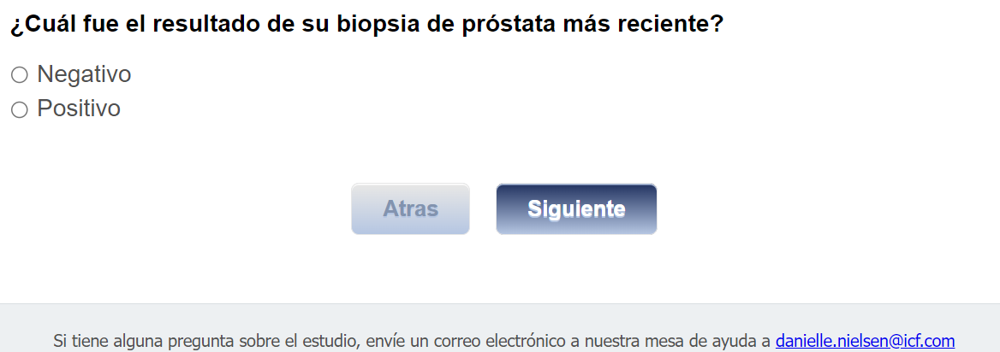 ¿Cuál fue el resultado de su biopsia de próstata más reciente?
Negativo
Positivo
Atras
Siguiente
Si tiene alguna pregunta sobre el estudio, envíe un correo electrónico a nuestra mesa de ayuda a danielle.nielsen@icf.com